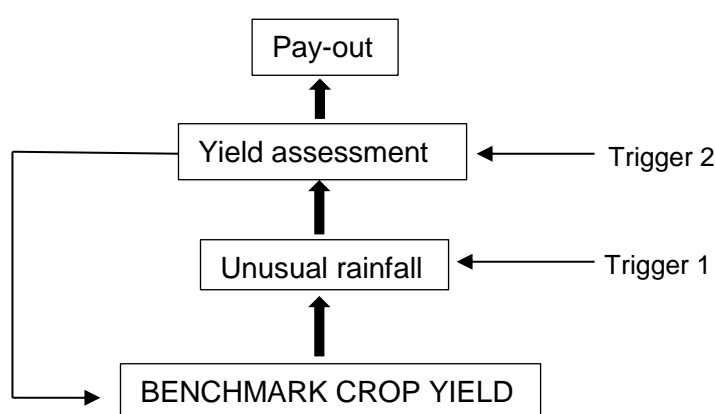 Pay-out
Yield assessment
Trigger 2
Unusual rainfall
Trigger 1
BENCHMARK CROP YIELD